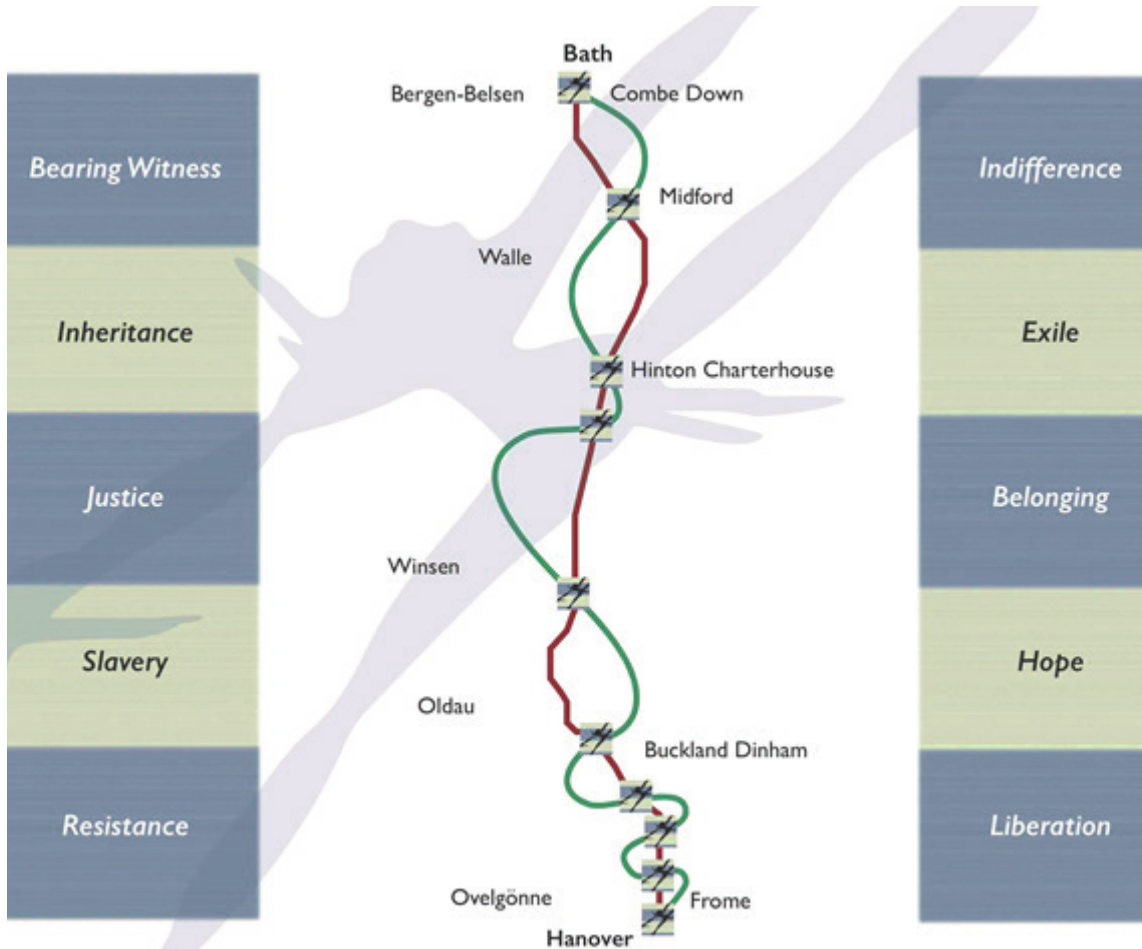 Bath
Bergen-Belsen
Combe Down
Bearing Witness
Indifference
Midford
Walle
Inheritance
Exile
Hinton Charterhouse
Justice
Belonging
Winsen
Slavery
Hope
Oldau
Buckland Dinham
Resistance
Liberation
Ovelgönne
Frome
Hanover